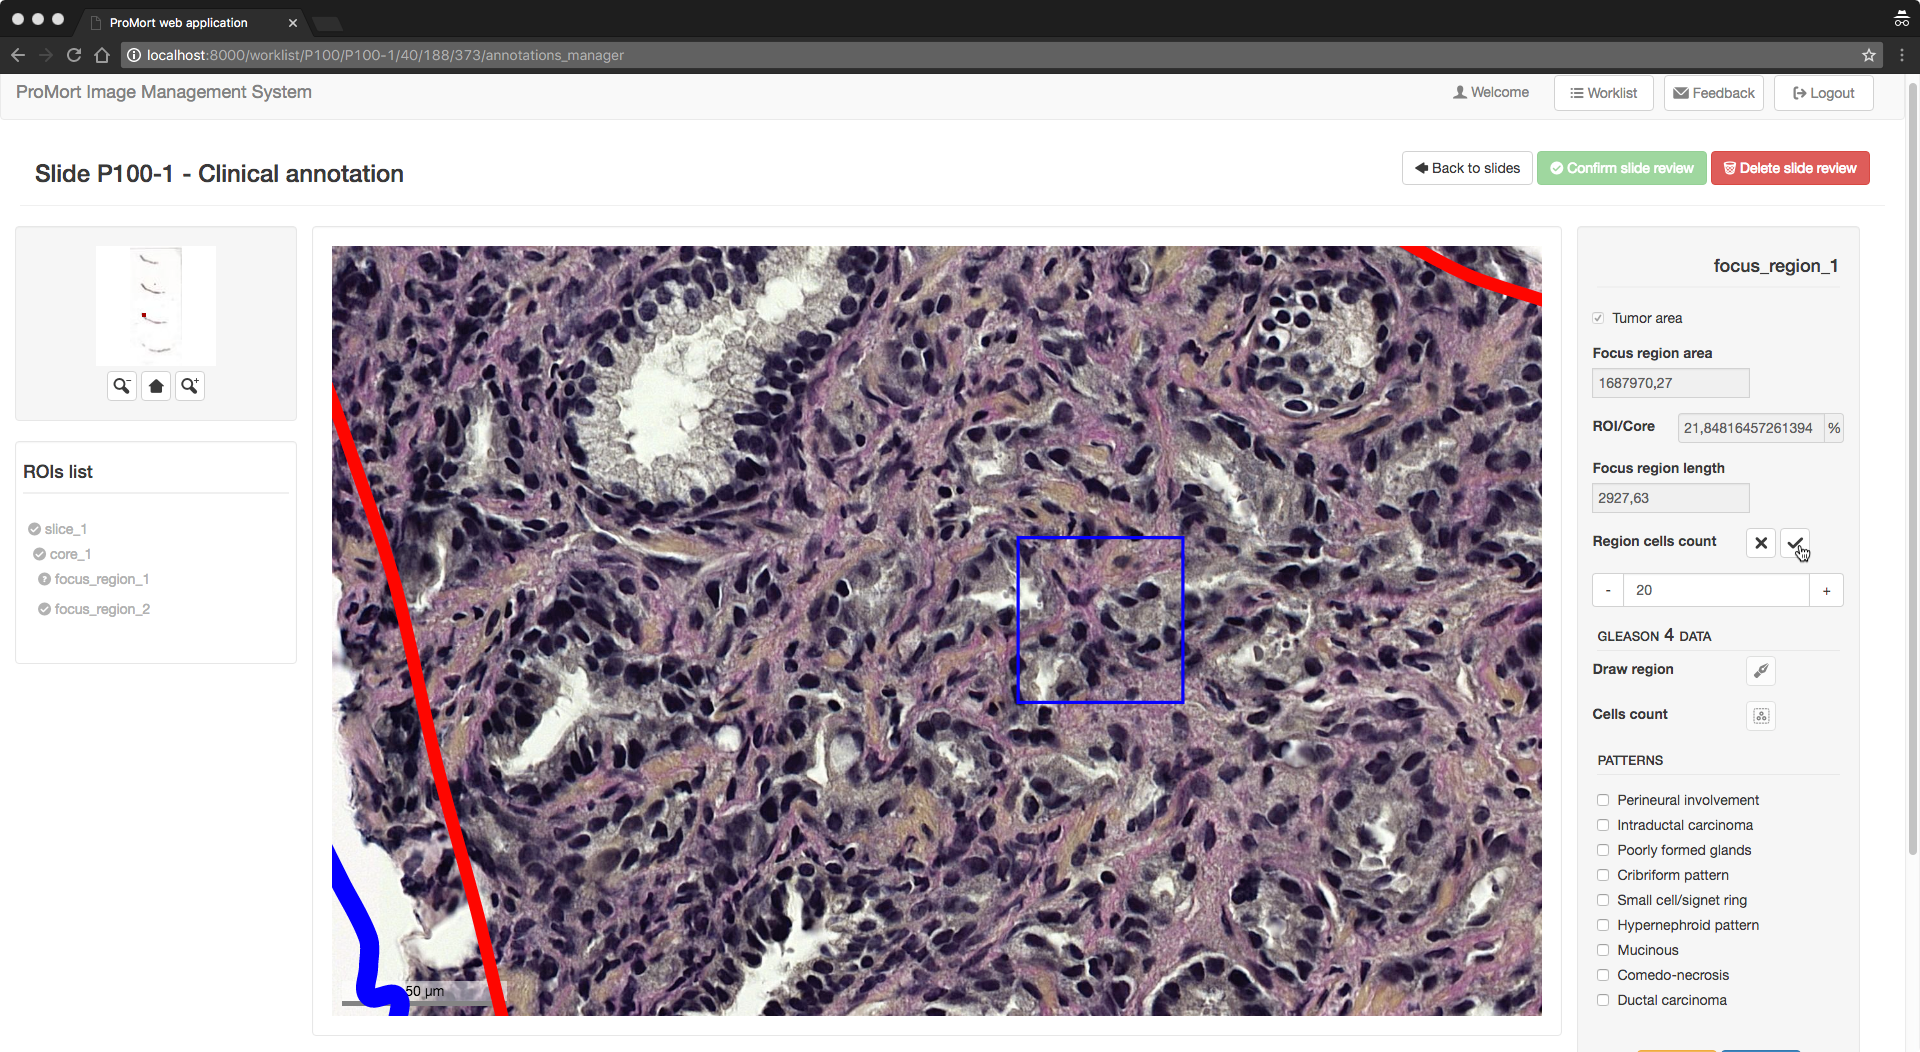 ProMort web application
localhost:8000/worklist/P100/P100-1/40/188/373/annotations_manager
ProMort Image Management System
Welcome
Worklist
Feedback
Logout
Slide P100-1 - Clinical annotation
Back to slides
Confirm slide review
Delete slide review
ROIs list
slice_1
core_1
focus_region_1
focus_region_2
50 µm
focus_region_1
Tumor area
Focus region area
1687970,27
ROI/Core
21,84816457261394 %
Focus region length
2927,63
Region cells count
- 20 +
GLEASON 4 DATA
Draw region
Cells count
PATTERNS
Perineural involvement
Intraductal carcinoma
Poorly formed glands
Cribriform pattern
Small cell/signet ring
Hypernephroid pattern
Mucinous
Comedo-necrosis
Ductal carcinoma